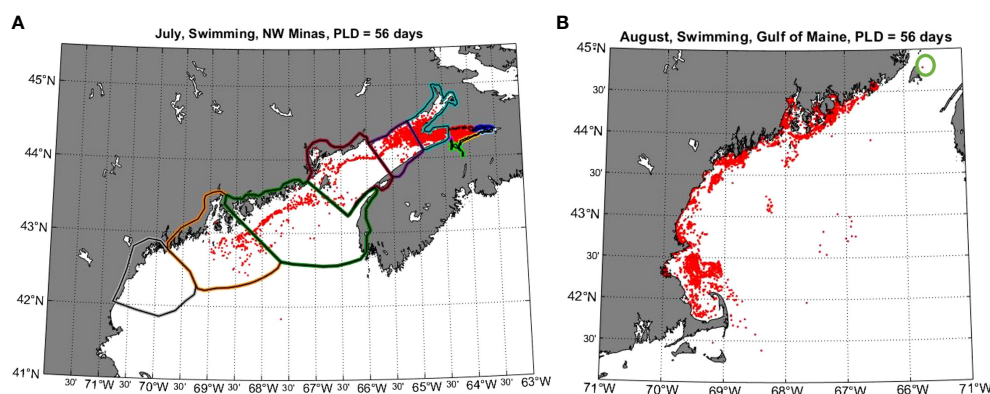 A
July, Swimming, NW Minas, PLD = 56 days
45°N
44°N
43°N
42°N
41°N
30' 71°W 30' 70°W 30' 69°W 30' 68°W 30' 67°W 30' 66°W 30' 65°W 30' 64°W 30' 63°W
B
August, Swimming, Gulf of Maine, PLD = 56 days
45°N
30'
44°N
30'
43°N
30'
42°N
30'
71°W 70°W 69°W 68°W 67°W 66°W 65°W